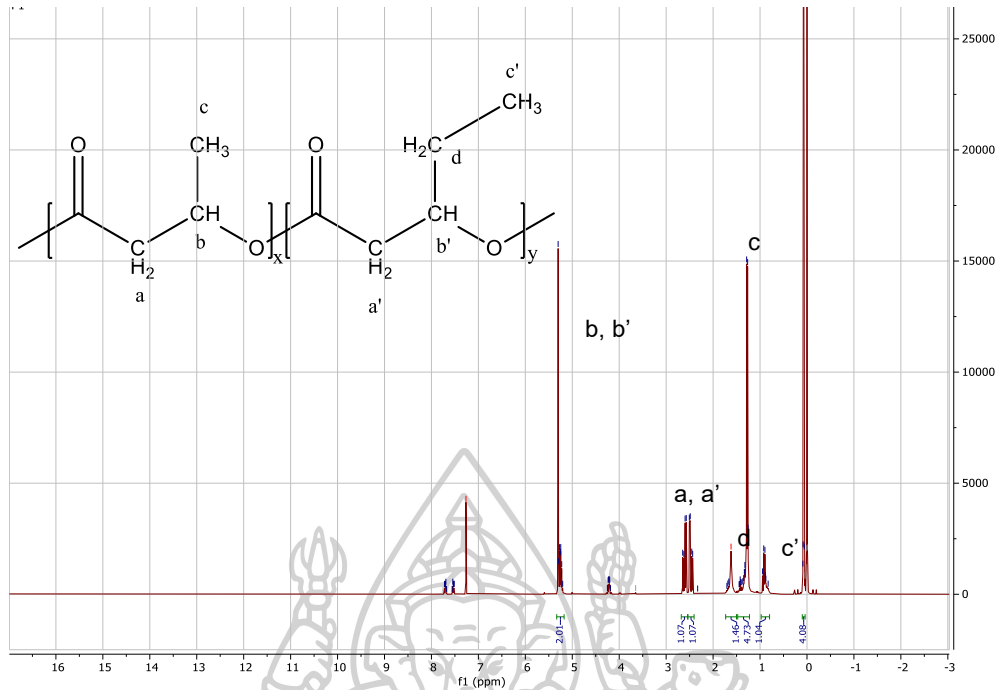 c'
CH3
c
O
CH3
O
H2C
d
CH
b
CH
b'
C
H2
O
x
C
H2
O
y
a
a'
25000
20000
15000
10000
5000
0
c
b, b’
a, a’
d
c’
2.01
1.07
1.07
1.46
4.73
1.04
4.08
16 15 14 13 12 11 10 9 8 7 6 5 4 3 2 1 0 -1 -2 -3
f1 (ppm)